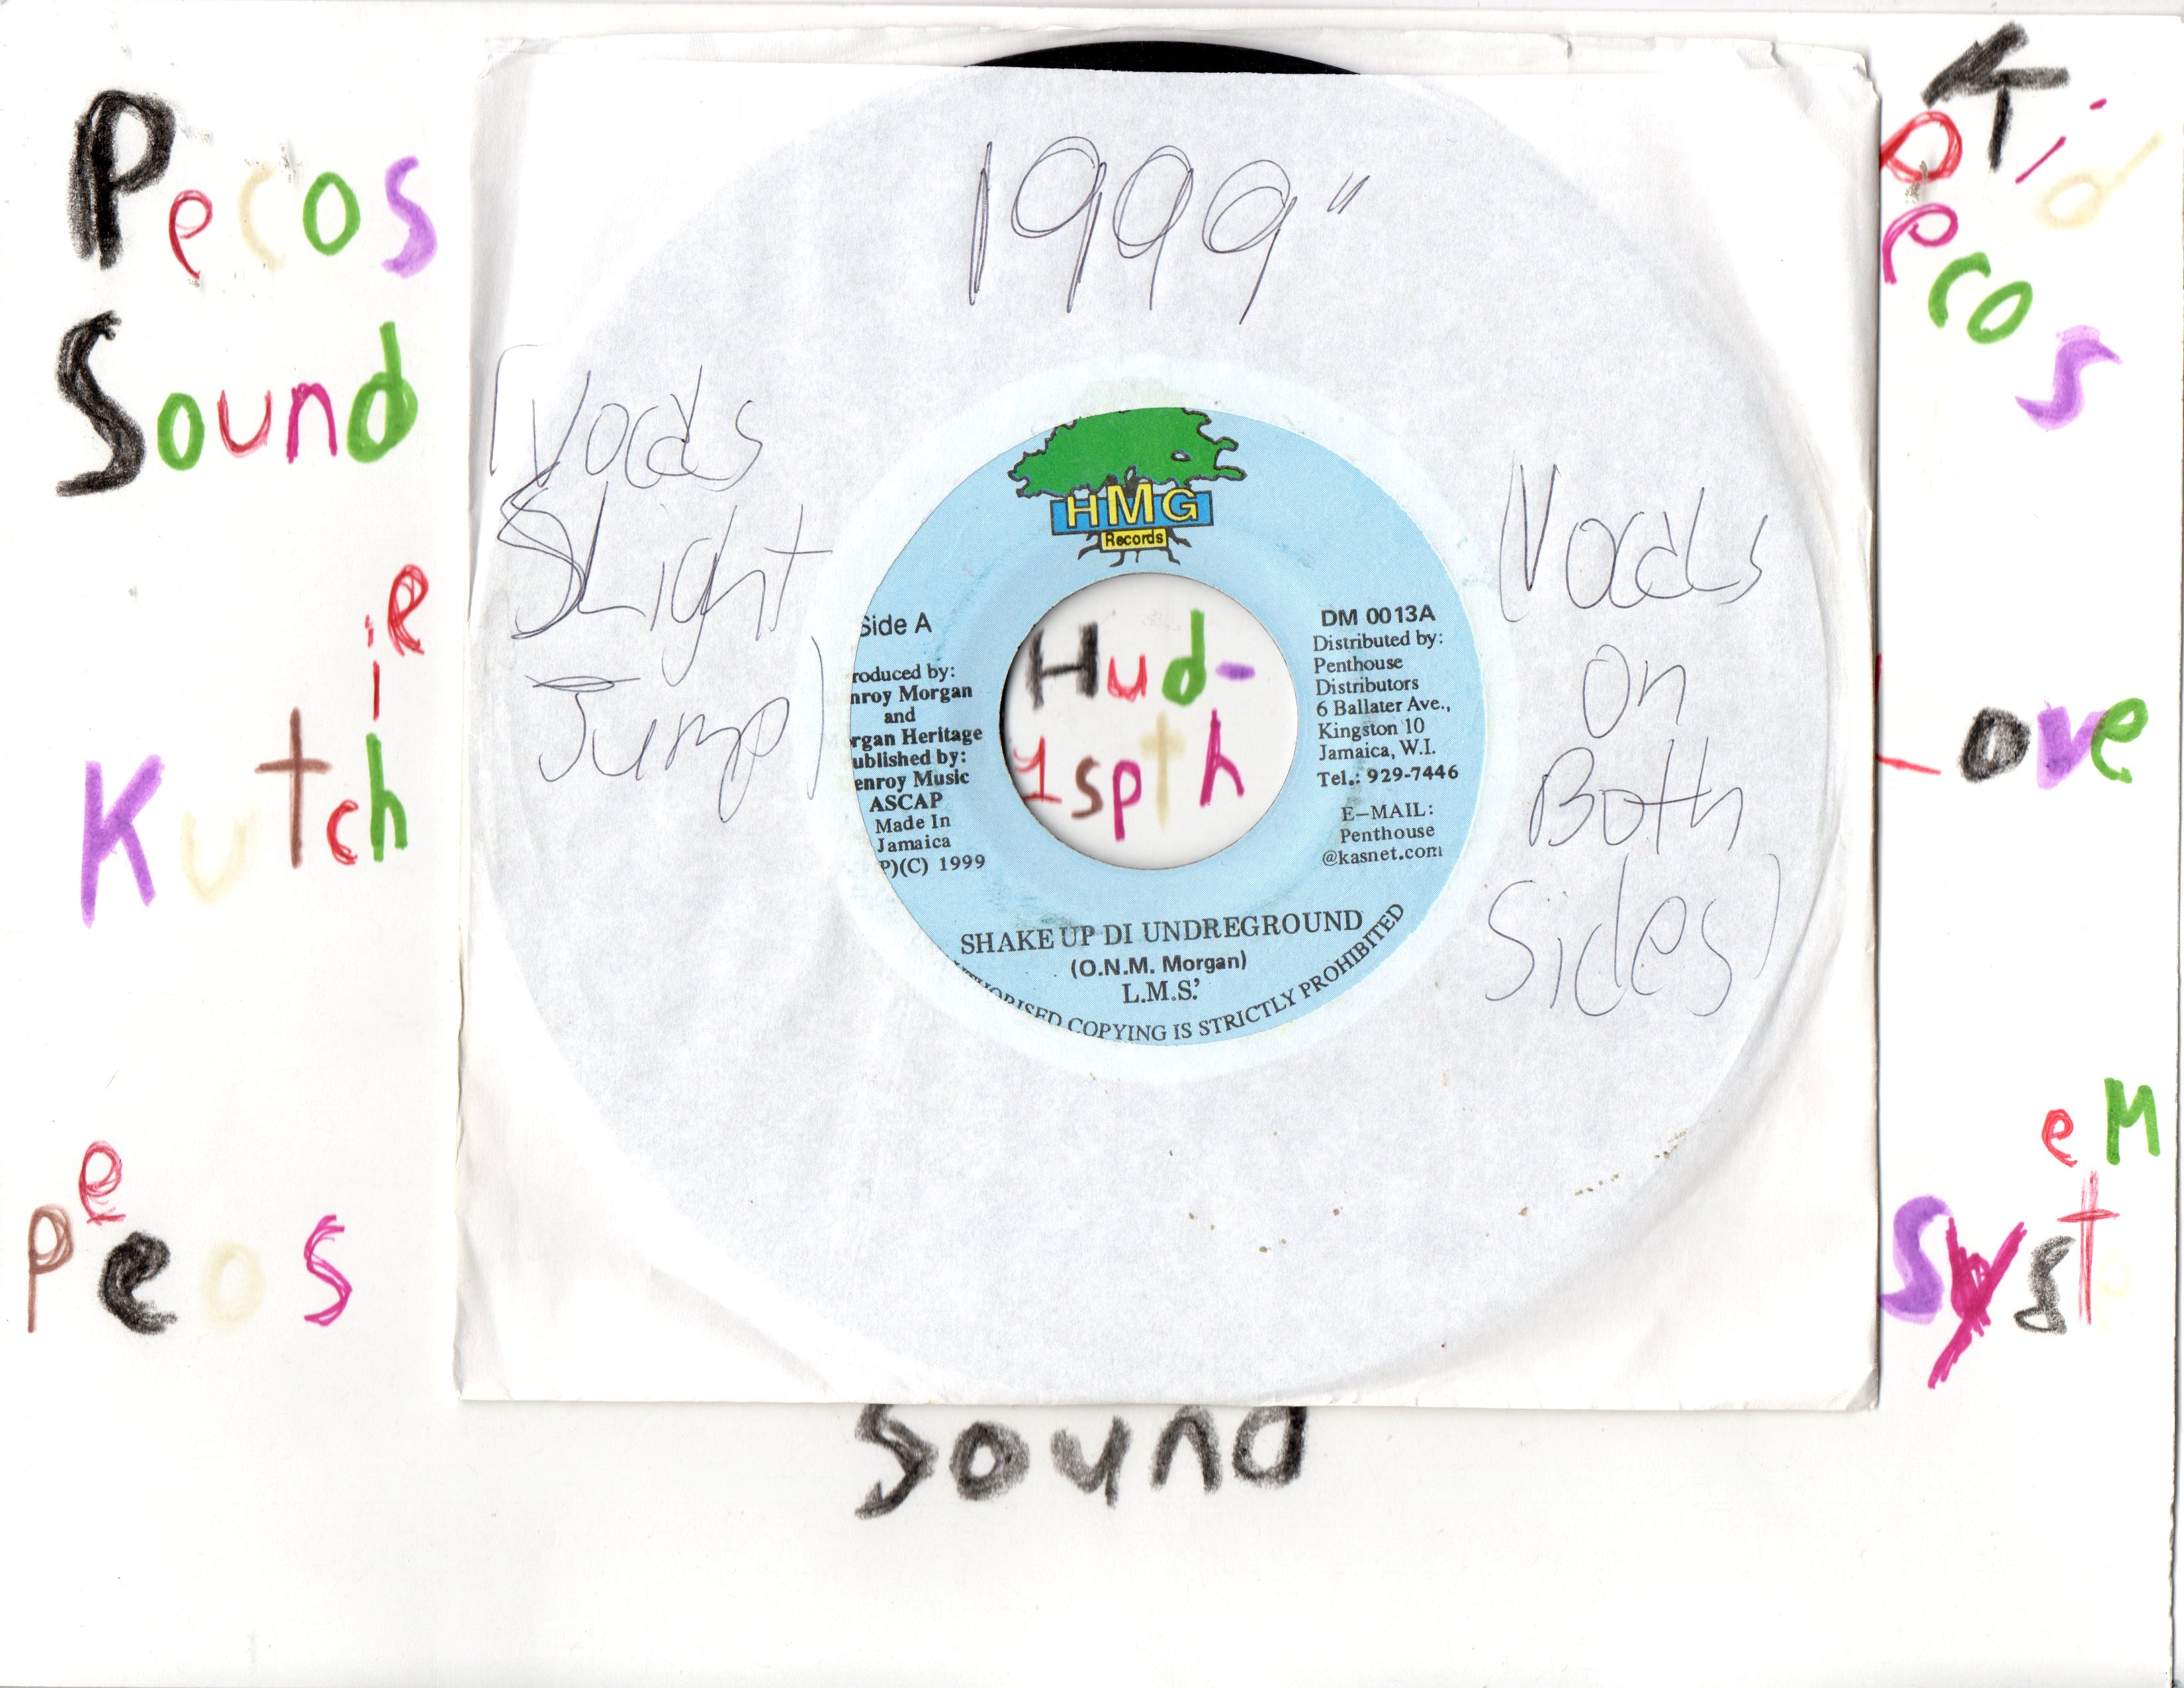 Pecos
Sound
Kutchie
Peeos
1999"
(Vocals
SLight
Jump)
HMG
Records
Side A
roduced by:
nroy Morgan
and
rgan Heritage
ublished by:
enroy Music
ASCAP
Made In
Jamaica
P)(C) 1999
Hud-
1spth
DM 0013A
Distributed by:
Penthouse
Distributors
6 Ballater Ave.,
Kingston 10
Jamaica, W.I.
Tel.: 929-7446
E-MAIL:
Penthouse
@kasnet.com
SHAKE UP DI UNDREGROUND
(O.N.M. Morgan)
L.M.S.'
THORISED COPYING IS STRICTLY PROHIBITED
(Vocals
on
Both
Sides)
Kid
Pecos
Love
System
Sound